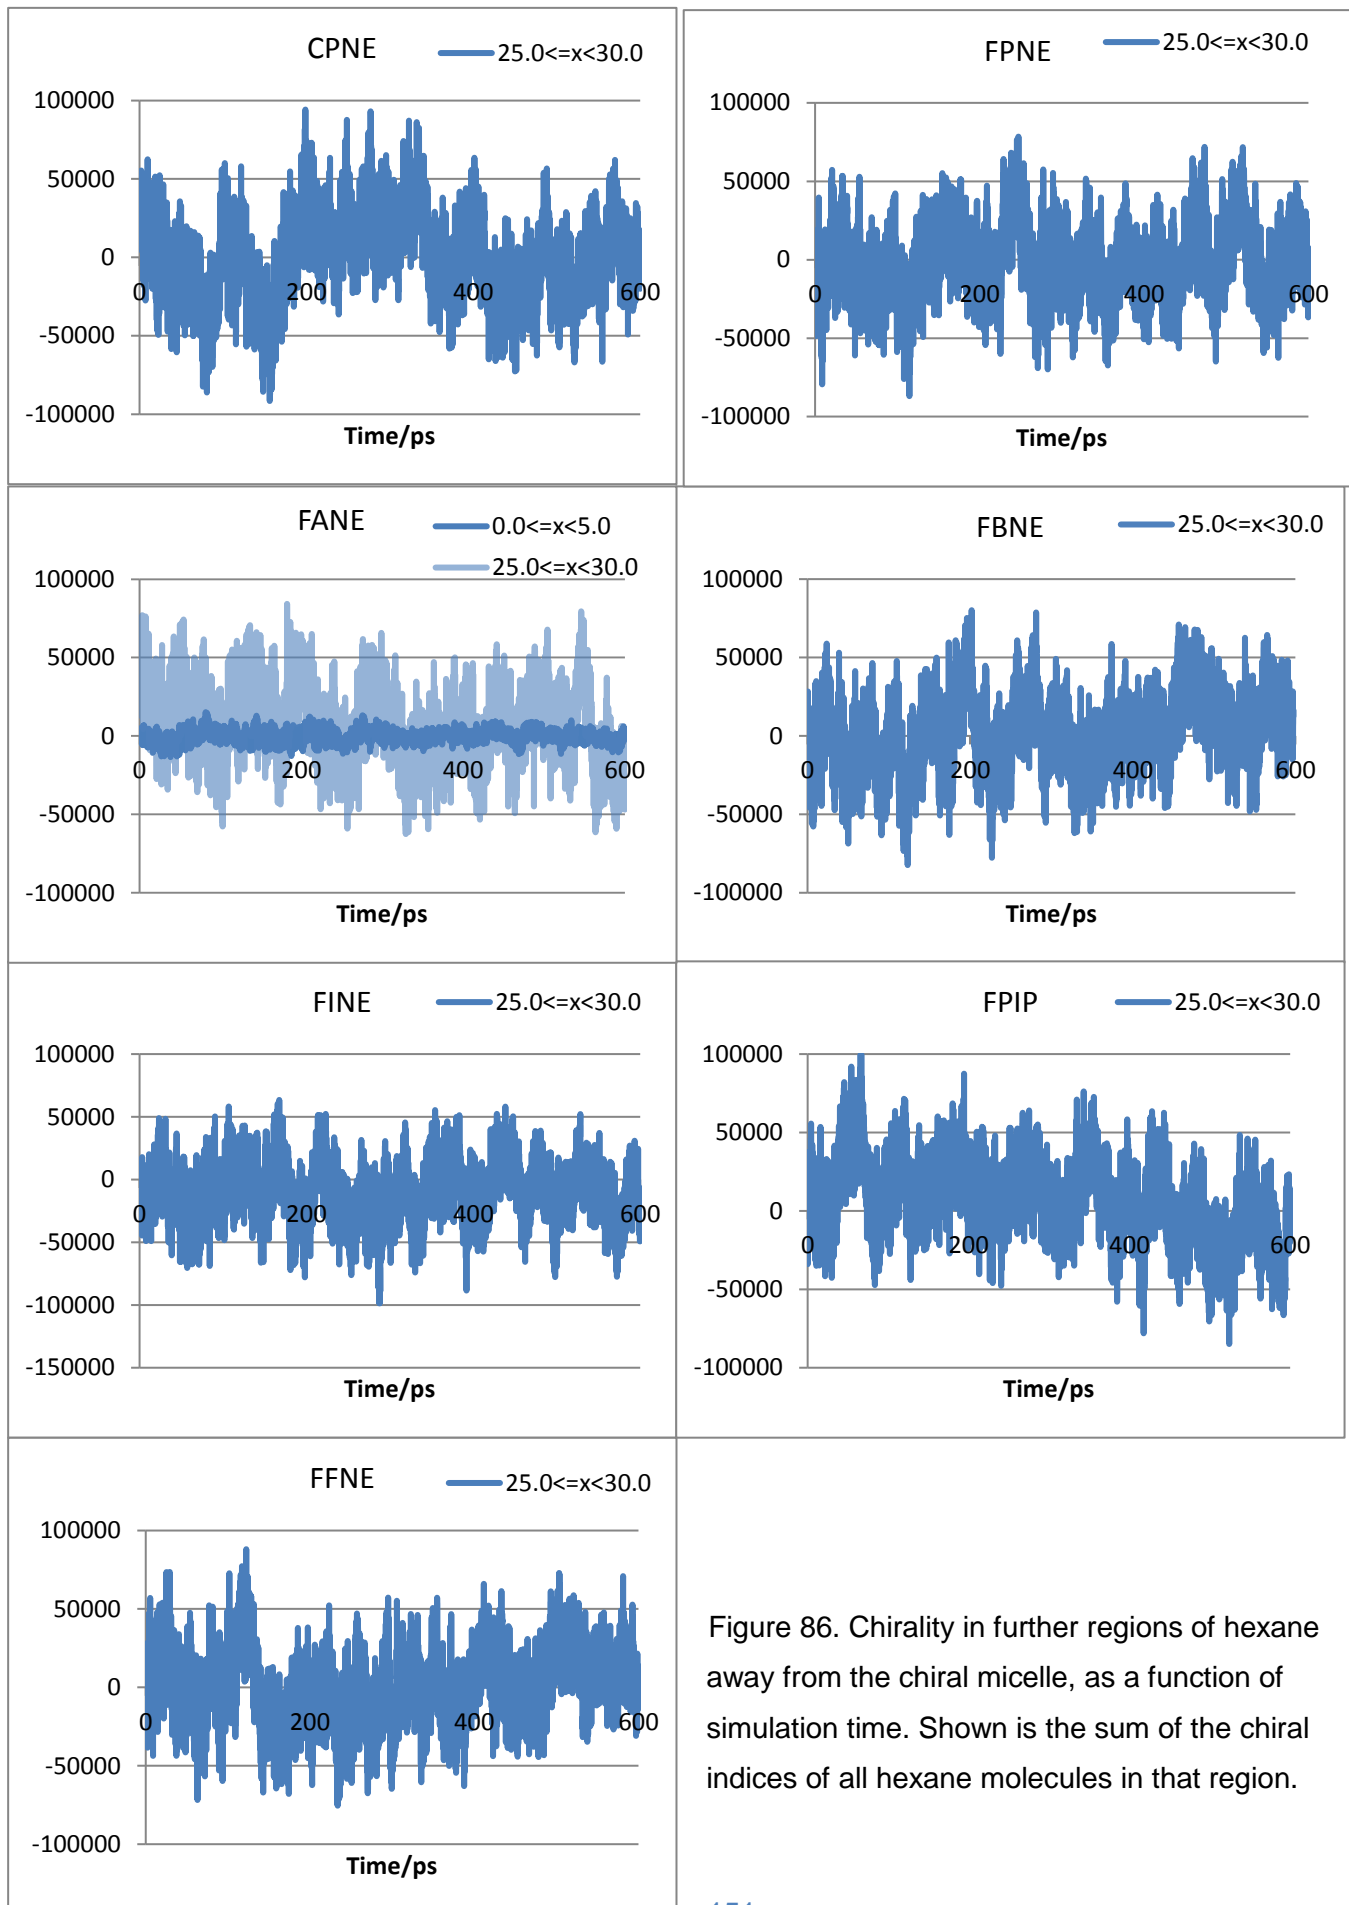 CPNE
25.0<=x<30.0
100000
50000
0
-50000
-100000
0 200 400 600
Time/ps
FPNE
25.0<=x<30.0
100000
50000
0
-50000
-100000
0 200 400 600
Time/ps
FANE
0.0<=x<5.0
25.0<=x<30.0
100000
50000
0
-50000
-100000
0 200 400 600
Time/ps
FBNE
25.0<=x<30.0
100000
50000
0
-50000
-100000
0 200 400 600
Time/ps
FINE
25.0<=x<30.0
100000
50000
0
-50000
-100000
-150000
0 200 400 600
Time/ps
FPIP
25.0<=x<30.0
100000
50000
0
-50000
-100000
0 200 400 600
Time/ps
FFNE
25.0<=x<30.0
100000
50000
0
-50000
-100000
0 200 400 600
Time/ps
Figure 86. Chirality in further regions of hexane
away from the chiral micelle, as a function of
simulation time. Shown is the sum of the chiral
indices of all hexane molecules in that region.